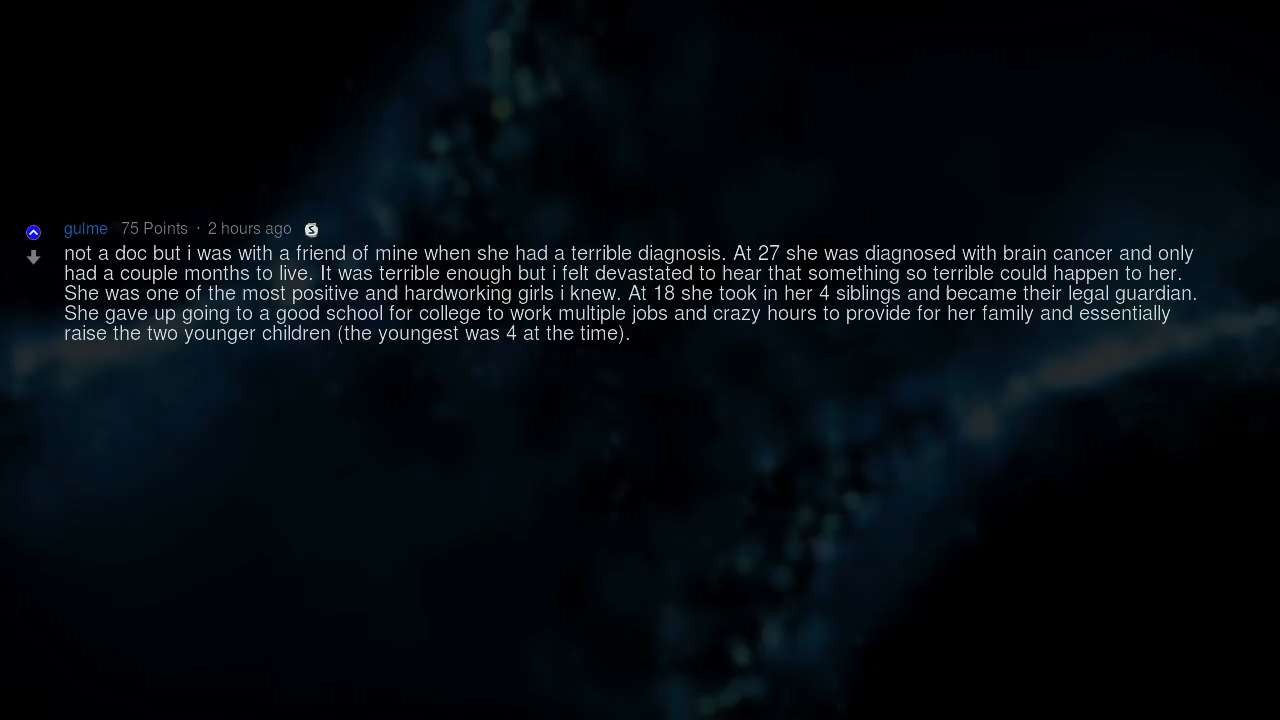 gulme 75 Points · 2 hours ago S
not a doc but i was with a friend of mine when she had a terrible diagnosis. At 27 she was diagnosed with brain cancer and only
had a couple months to live. It was terrible enough but i felt devastated to hear that something so terrible could happen to her.
She was one of the most positive and hardworking girls i knew. At 18 she took in her 4 siblings and became their legal guardian.
She gave up going to a good school for college to work multiple jobs and crazy hours to provide for her family and essentially
raise the two younger children (the youngest was 4 at the time).